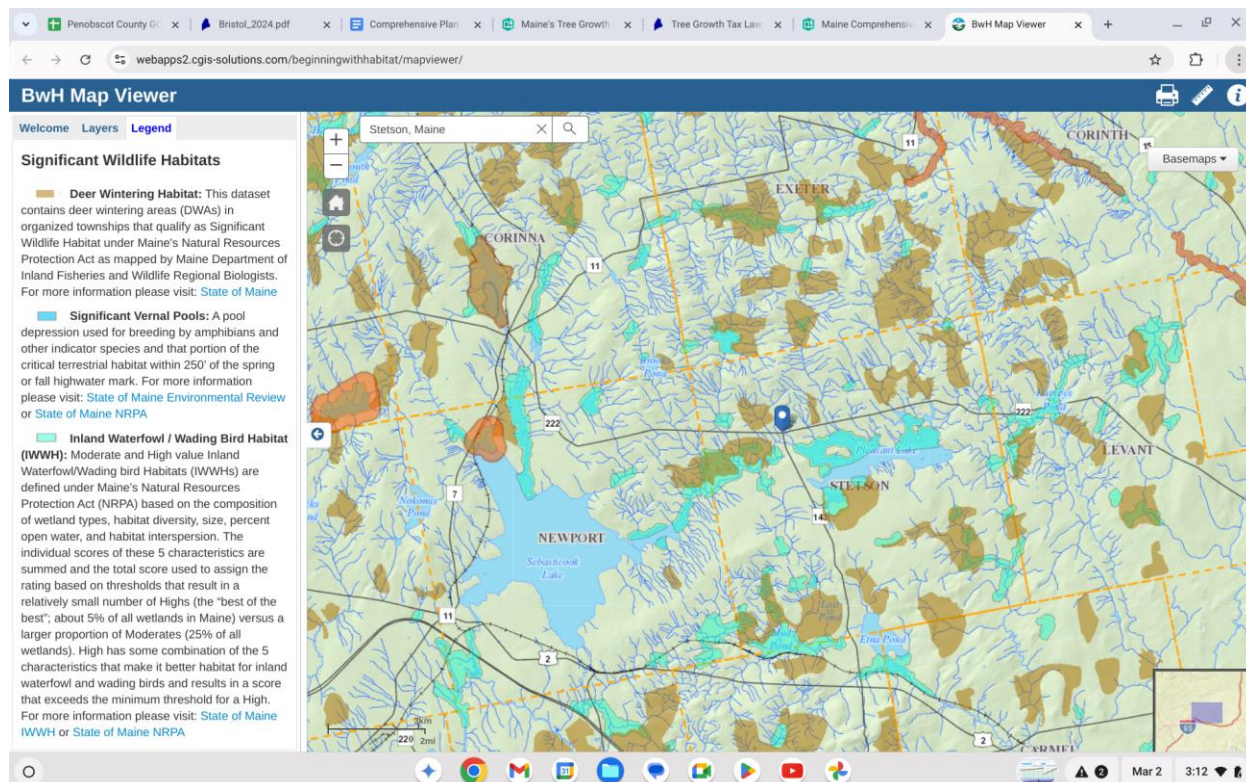 Penobscot County G
Bristol_2024.pdf
Comprehensive Plan
Maine's Tree Growth
Tree Growth Tax Law
Maine Comprehensiv
BwH Map Viewer
webapps2.cgis-solutions.com/beginningwithhabitat/mapviewer/
BwH Map Viewer
Welcome Layers Legend
Significant Wildlife Habitats
Deer Wintering Habitat: This dataset
contains deer wintering areas (DWAs) in
organized townships that qualify as Significant
Wildlife Habitat under Maine's Natural Resources
Protection Act as mapped by Maine Department of
Inland Fisheries and Wildlife Regional Biologists.
For more information please visit: State of Maine
Significant Vernal Pools: A pool
depression used for breeding by amphibians and
other indicator species and that portion of the
critical terrestrial habitat within 250' of the spring
or fall highwater mark. For more information
please visit: State of Maine Environmental Review
or State of Maine NRPA
Inland Waterfowl / Wading Bird Habitat
(IWWH): Moderate and High value Inland
Waterfowl/Wading bird Habitats (IWWHs) are
defined under Maine's Natural Resources
Protection Act (NRPA) based on the composition
of wetland types, habitat diversity, size, percent
open water, and habitat interspersion. The
individual scores of these 5 characteristics are
summed and the total score used to assign the
rating based on thresholds that result in a
relatively small number of Highs (the "best of the
best"; about 5% of all wetlands in Maine) versus a
larger proportion of Moderates (25% of all
wetlands). High has some combination of the 5
characteristics that make it better habitat for inland
waterfowl and wading birds and results in a score
that exceeds the minimum threshold for a High.
For more information please visit: State of Maine
IWWH or State of Maine NRPA
Stetson, Maine
Basemaps
11
CORINTH
15
EXETER
CORINNA
11
Pond
222
222
Pleasant Lake
LEVANT
STETSON
7
Nokomis
Pond
14
NEWPORT
Sebasticook
Lake
Pond
Etna Pond
11
2
2
3km
2mi
220
CARMEL
95
31
2
Mar 2
3:12